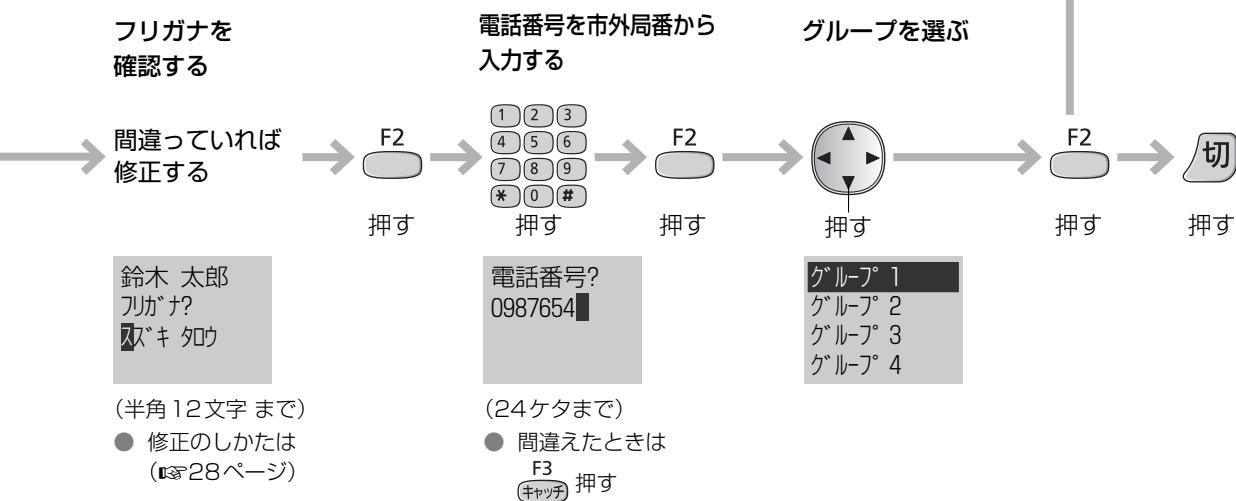 フリガナを
確認する
間違っていれば
修正する
F2
押す
鈴木 太郎
ﾌﾘｶﾞﾅ?
ｽｽﾞｷ ﾀﾛｳ
(半角12文字 まで)
● 修正のしかたは
(☞28ページ)
電話番号を市外局番から
入力する
1 2 3
4 5 6
7 8 9
* 0 #
押す
F2
押す
電話番号?
0987654
(24ケタまで)
● 間違えたときは
F3
キャッチ 押す
グループを選ぶ
押す
ｸﾞﾙｰﾌﾟ 1
ｸﾞﾙｰﾌﾟ 2
ｸﾞﾙｰﾌﾟ 3
ｸﾞﾙｰﾌﾟ 4
F2
押す
切
押す